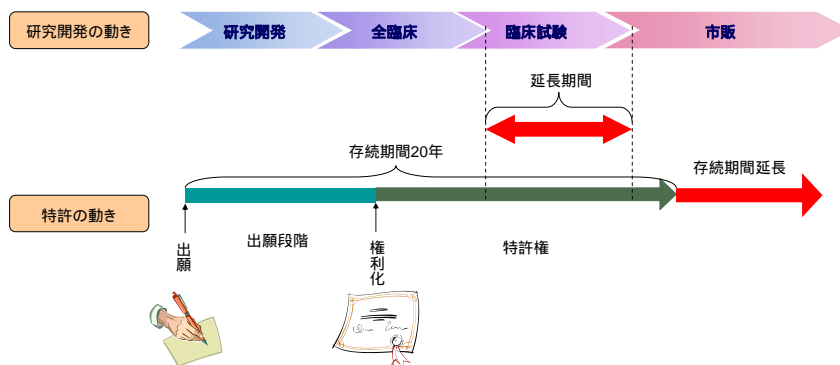 研究開発の動き
研究開発
全臨床
臨床試験
市販
延長期間
存続期間20年
存続期間延長
特許の動き
出願
出願段階
権利化
特許権